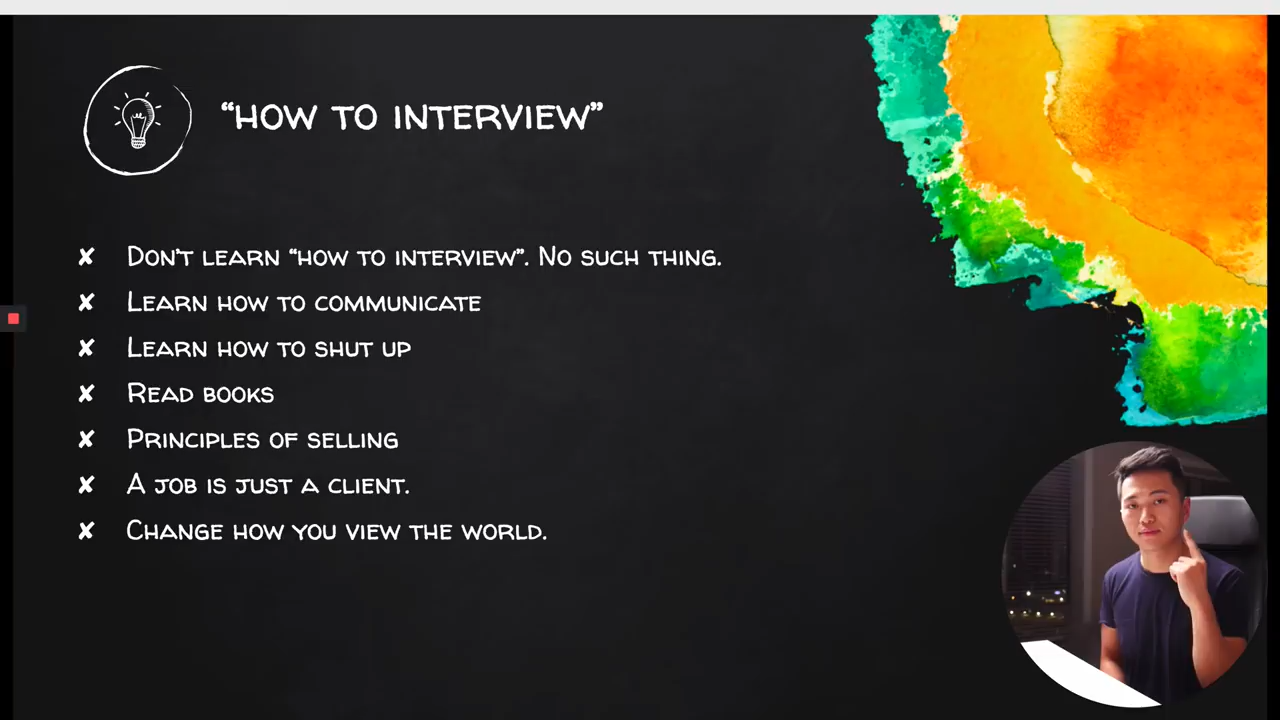 “HOW TO INTERVIEW”
DON’T LEARN “HOW TO INTERVIEW”. NO SUCH THING.
LEARN HOW TO COMMUNICATE
LEARN HOW TO SHUT UP
READ BOOKS
PRINCIPLES OF SELLING
A JOB IS JUST A CLIENT.
CHANGE HOW YOU VIEW THE WORLD.